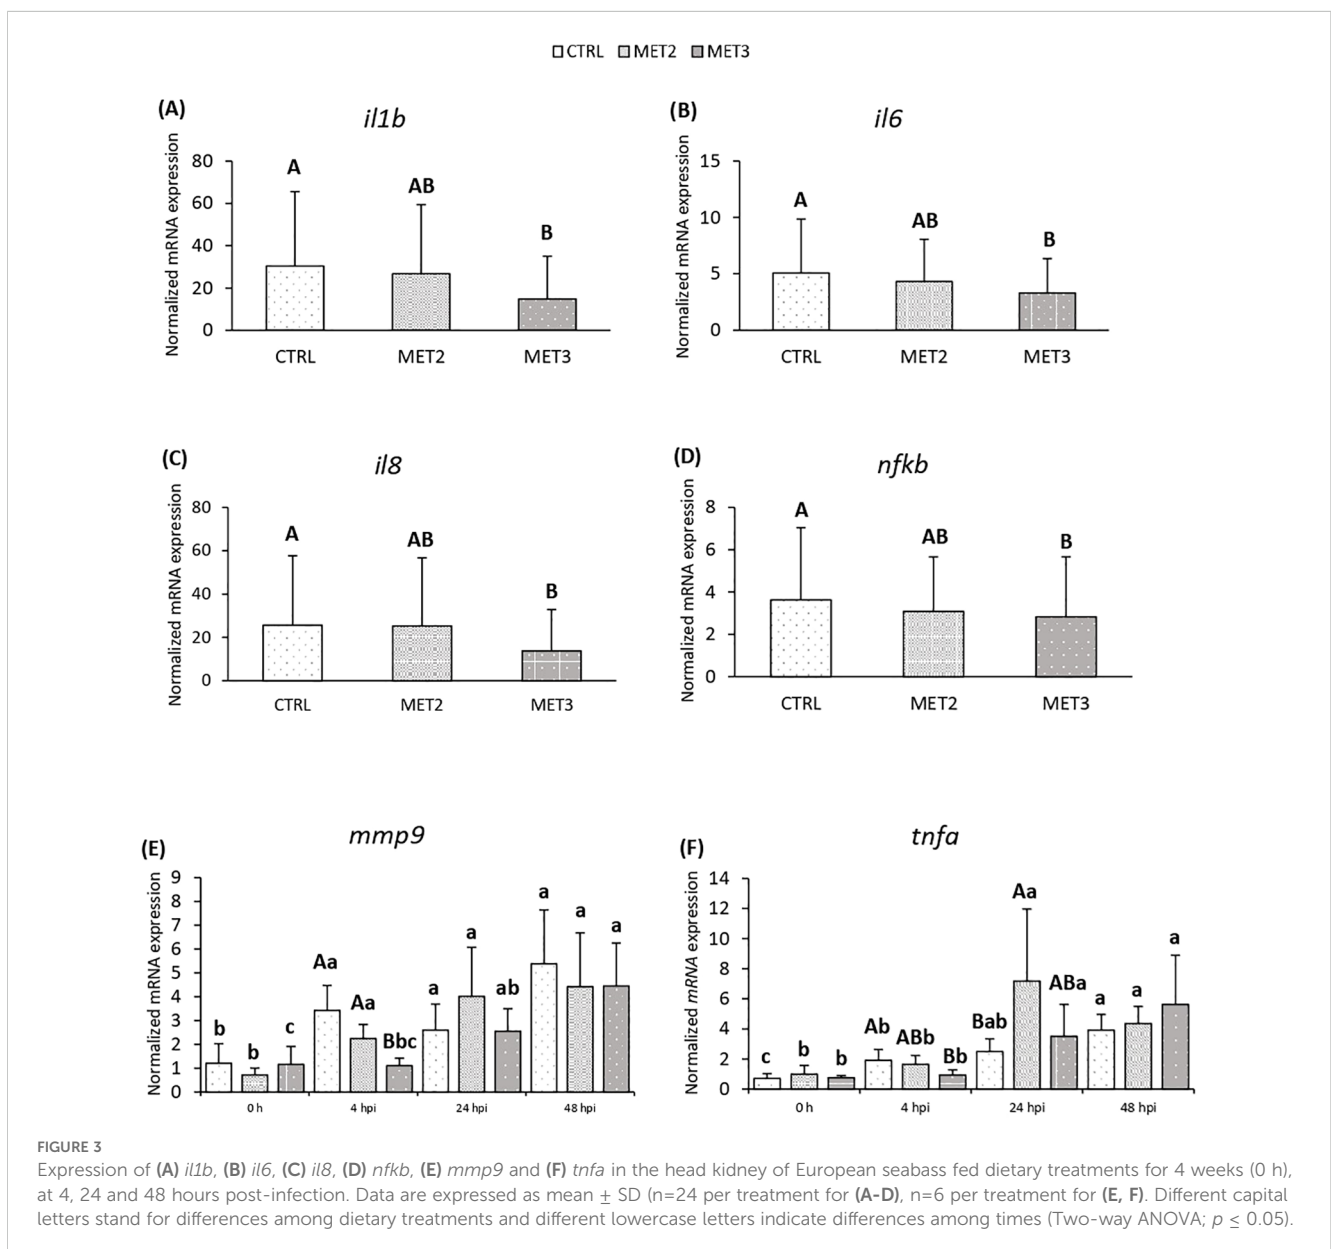 CTRL MET2 MET3
(A) il1b
Normalized mRNA expression
80
60
40
20
0
A
AB
B
CTRL MET2 MET3
(B) il6
Normalized mRNA expression
15
10
5
0
A
AB
B
CTRL MET2 MET3
(C) il8
Normalized mRNA expression
80
60
40
20
0
A
AB
B
CTRL MET2 MET3
(D) nfkb
Normalized mRNA expression
8
6
4
2
0
A
AB
B
CTRL MET2 MET3
(E) mmp9
Normalized mRNA expression
9
8
7
6
5
4
3
2
1
0
b b c Aa Aa Bbc a a ab a a a
0 h 4 hpi 24 hpi 48 hpi
(F) tnfa
Normalized mRNA expression
14
12
10
8
6
4
2
0
c b b Ab ABb Bb Bab Aa ABa a a a
0 h 4 hpi 24 hpi 48 hpi
FIGURE 3
Expression of (A) il1b, (B) il6, (C) il8, (D) nfkb, (E) mmp9 and (F) tnfa in the head kidney of European seabass fed dietary treatments for 4 weeks (0 h),
at 4, 24 and 48 hours post-infection. Data are expressed as mean ± SD (n=24 per treatment for (A-D), n=6 per treatment for (E, F). Different capital
letters stand for differences among dietary treatments and different lowercase letters indicate differences among times (Two-way ANOVA; p ≤ 0.05).